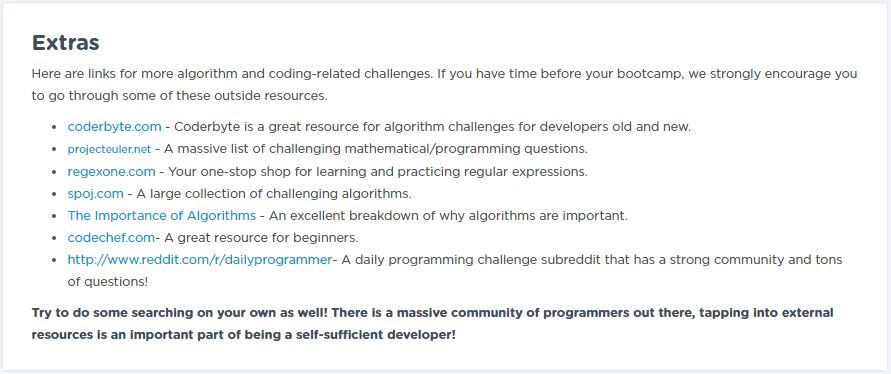 Extras
Here are links for more algorithm and coding-related challenges. If you have time before your bootcamp, we strongly encourage you
to go through some of these outside resources.
• coderbyte.com - Coderbyte is a great resource for algorithm challenges for developers old and new.
• projecteuler.net - A massive list of challenging mathematical/programming questions.
• regexone.com - Your one-stop shop for learning and practicing regular expressions.
• spoj.com - A large collection of challenging algorithms.
• The Importance of Algorithms - An excellent breakdown of why algorithms are important.
• codechef.com- A great resource for beginners.
• http://www.reddit.com/r/dailyprogrammer- A daily programming challenge subreddit that has a strong community and tons
of questions!
Try to do some searching on your own as well! There is a massive community of programmers out there, tapping into external
resources is an important part of being a self-sufficient developer!